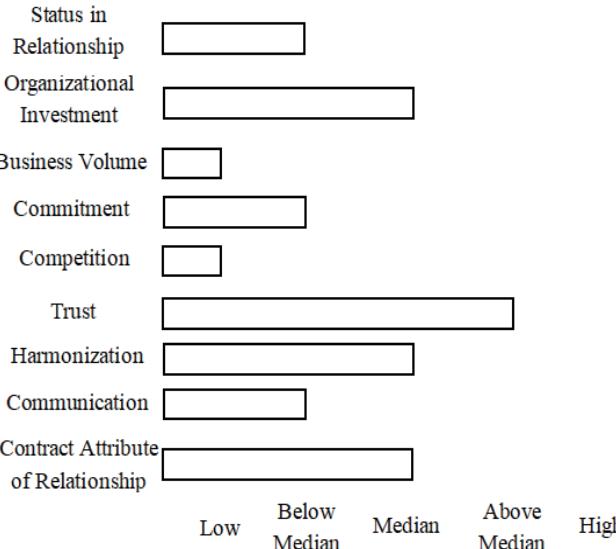 Status in
Relationship
Organizational
Investment
Business Volume
Commitment
Competition
Trust
Harmonization
Communication
Contract Attribute
of Relationship
Low
Below
Median
Median
Above
Median
High